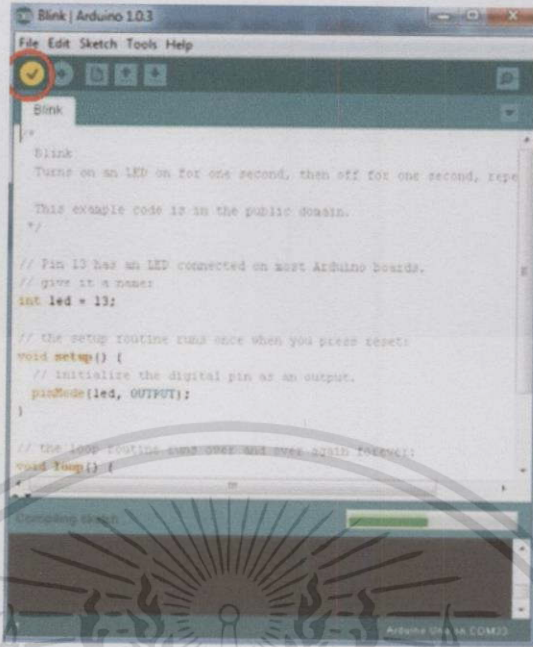 Blink | Arduino 1.0.3
File Edit Sketch Tools Help
Blink
/*
Blink
Turns on an LED on for one second, then off for one second, repe
This example code is in the public domain.
*/
// Pin 13 has an LED connected on most Arduino boards.
// give it a name:
int led = 13;
// the setup routine runs once when you press reset:
void setup() {
// initialize the digital pin as an output.
pinMode(led, OUTPUT);
}
// the loop routine runs over and over again forever:
void loop() {
Compiling sketch...
Arduino Uno on COM33